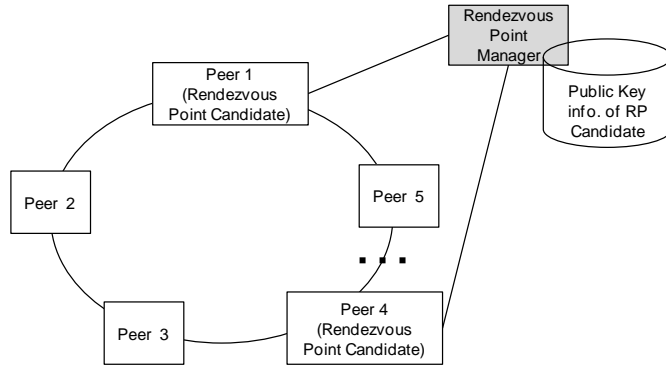 Rendezvous
Point
Manager
Public Key
info. of RP
Candidate
Peer 1
(Rendezvous
Point Candidate)
Peer 2
Peer 5
. . .
Peer 3
Peer 4
(Rendezvous
Point Candidate)